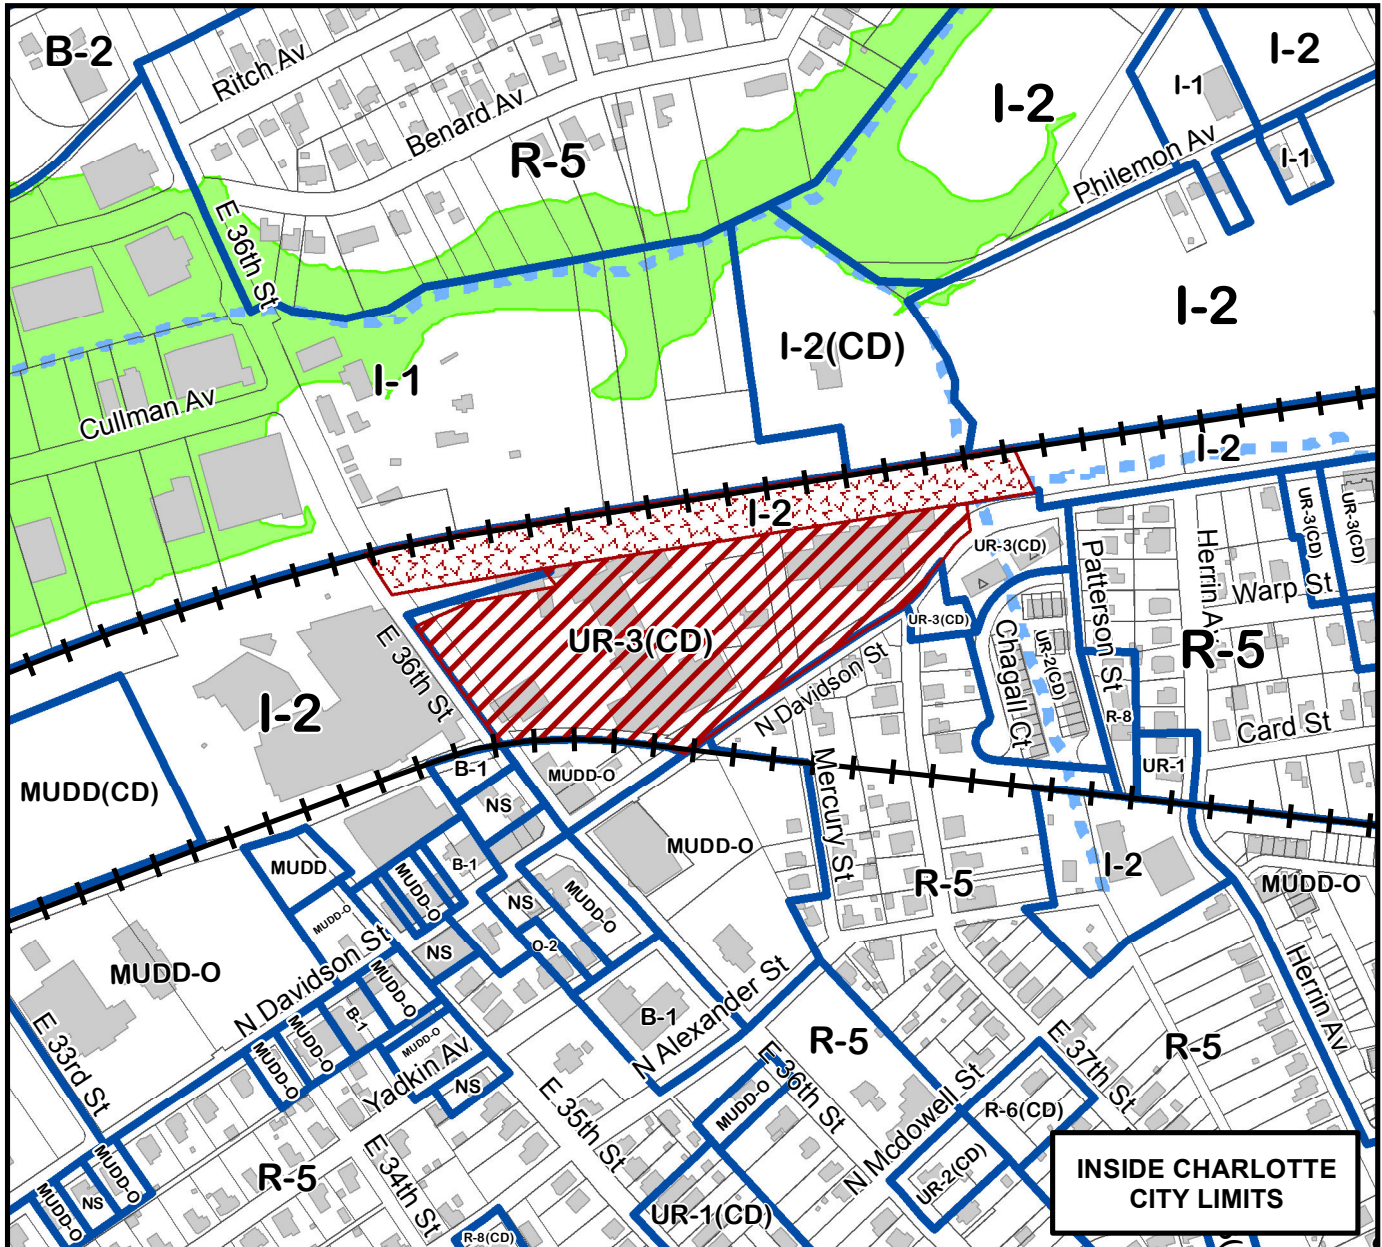 B-2
Ritch Av
Benard Av
R-5
I-2
I-1
I-2
I-1
Philemon Av
E 36th St
I-2
I-2(CD)
I-1
Cullman Av
I-2
I-2
UR-3(CD)
UR-3(CD)
UR-3(CD)
Patterson St
Herrin A
Warp St
R-5
UR-3(CD)
UR-3(CD)
UR-2(CD)
Chagall Ct
E 36th St
I-2
N Davidson St
R-8
Card St
UR-1
MUDD(CD)
B-1
MUDD-O
NS
Mercury St
MUDD-O
MUDD
B-1
MUDD-O
MUDD-O
NS
MUDD-O
R-5
I-2
MUDD-O
NS
O-2
MUDD-O
N Davidson St
MUDD-O
B-1
MUDD-O
MUDD-O
MUDD-O
Yadkin Av
NS
B-1
N Alexander St
R-5
E 36th St
E 37th St
R-5
Herrin Av
E 33rd St
E 35th St
MUDD-O
N Mcdowell St
R-6(CD)
UR-2(CD)
MUDD-O
NS
MUDD-O
R-5
E 34th St
R-8(CD)
UR-1(CD)
INSIDE CHARLOTTE
CITY LIMITS